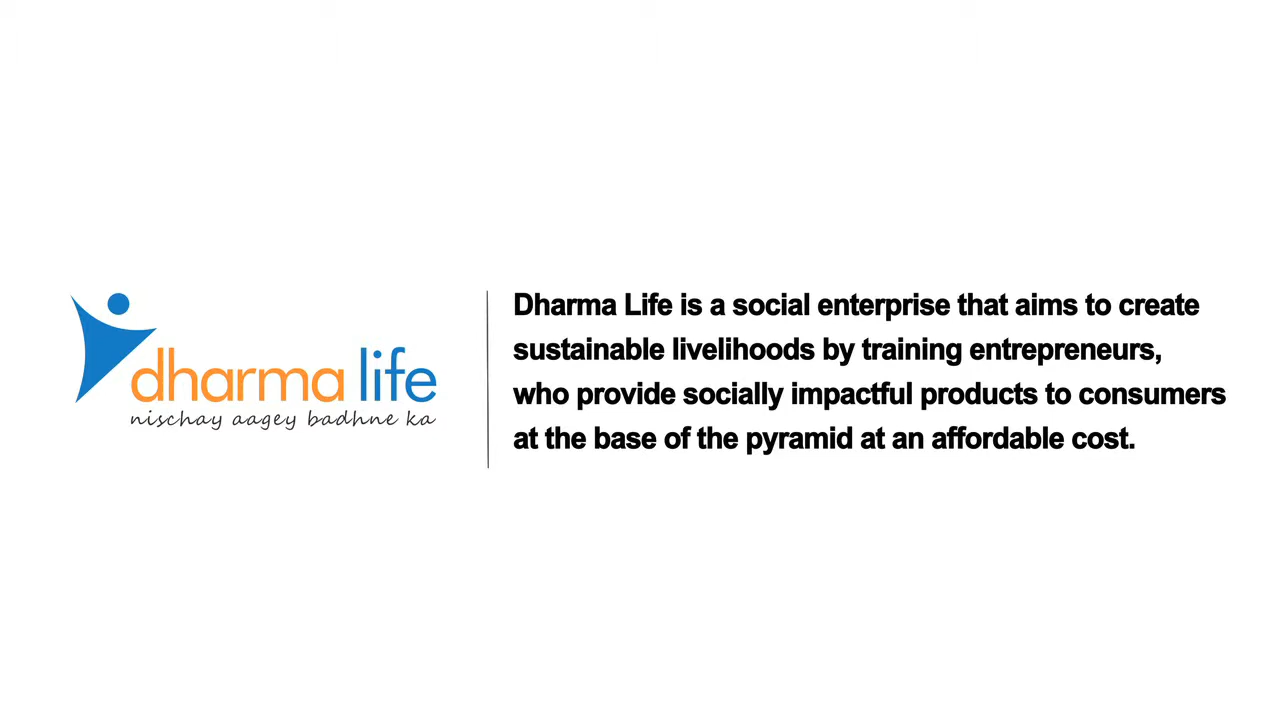 dharma life
nischay aagey badhne ka
Dharma Life is a social enterprise that aims to create
sustainable livelihoods by training entrepreneurs,
who provide socially impactful products to consumers
at the base of the pyramid at an affordable cost.